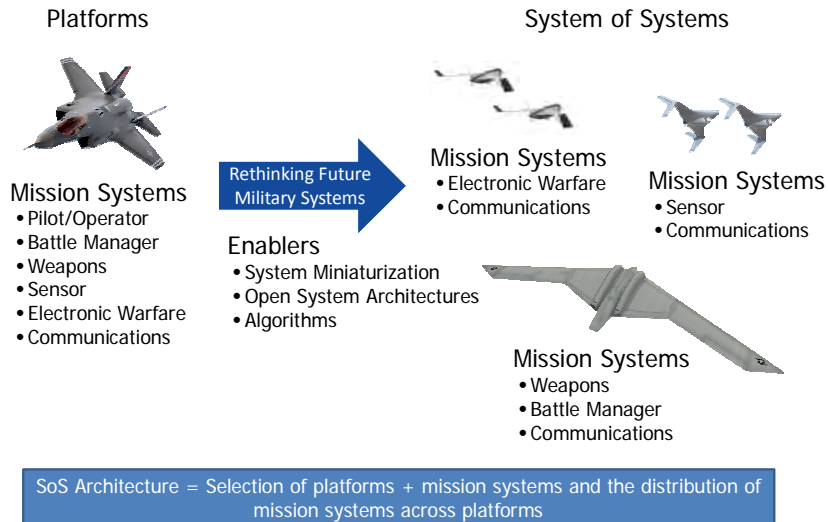 Platforms
Mission Systems
•Pilot/Operator
•Battle Manager
•Weapons
•Sensor
•Electronic Warfare
•Communications
Rethinking Future
Military Systems
Enablers
•System Miniaturization
•Open System Architectures
•Algorithms
System of Systems
Mission Systems
•Electronic Warfare
•Communications
Mission Systems
•Sensor
•Communications
Mission Systems
•Weapons
•Battle Manager
•Communications
SoS Architecture = Selection of platforms + mission systems and the distribution of
mission systems across platforms